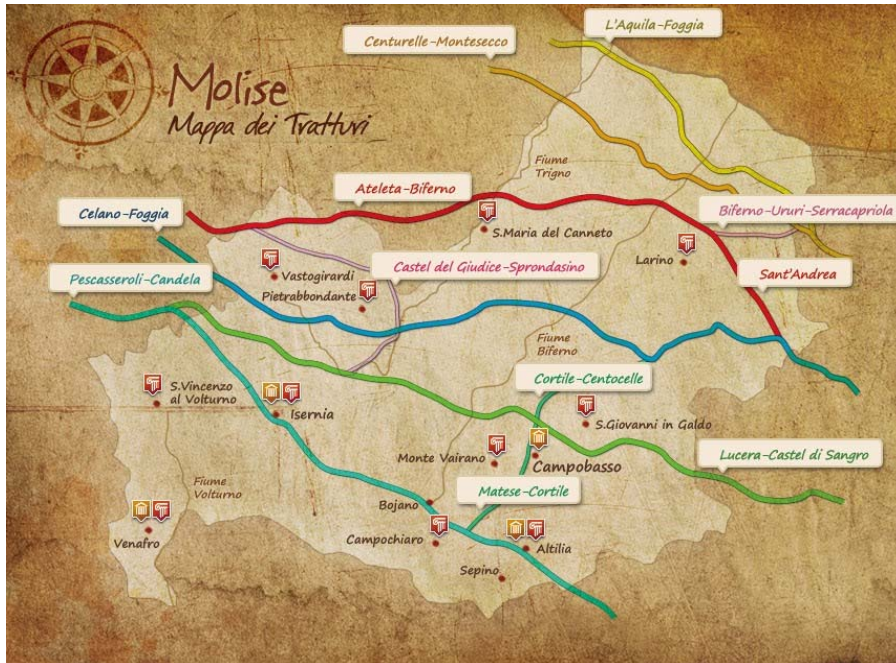 L'Aquila-Foggia
Centurelle-Montesecco
Molise
Mappa dei Tratturi
Fiume
Trigno
Ateleta-Biferno
Celano-Foggia
Biferno-Ururi-Serracapriola
S.Maria del Canneto
Larino
Castel del Giudice-Sprondasino
Sant'Andrea
Pescasseroli-Candela
Vastogirardi
Pietrabbondante
Fiume
Biferno
Cortile-Centocelle
S.Vincenzo
al Volturno
Isernia
S.Giovanni in Galdo
Monte Vairano
Campobasso
Lucera-Castel di Sangro
Fiume
Volturno
Matese-Cortile
Bojano
Venafro
Campochiaro
Altilia
Sepino